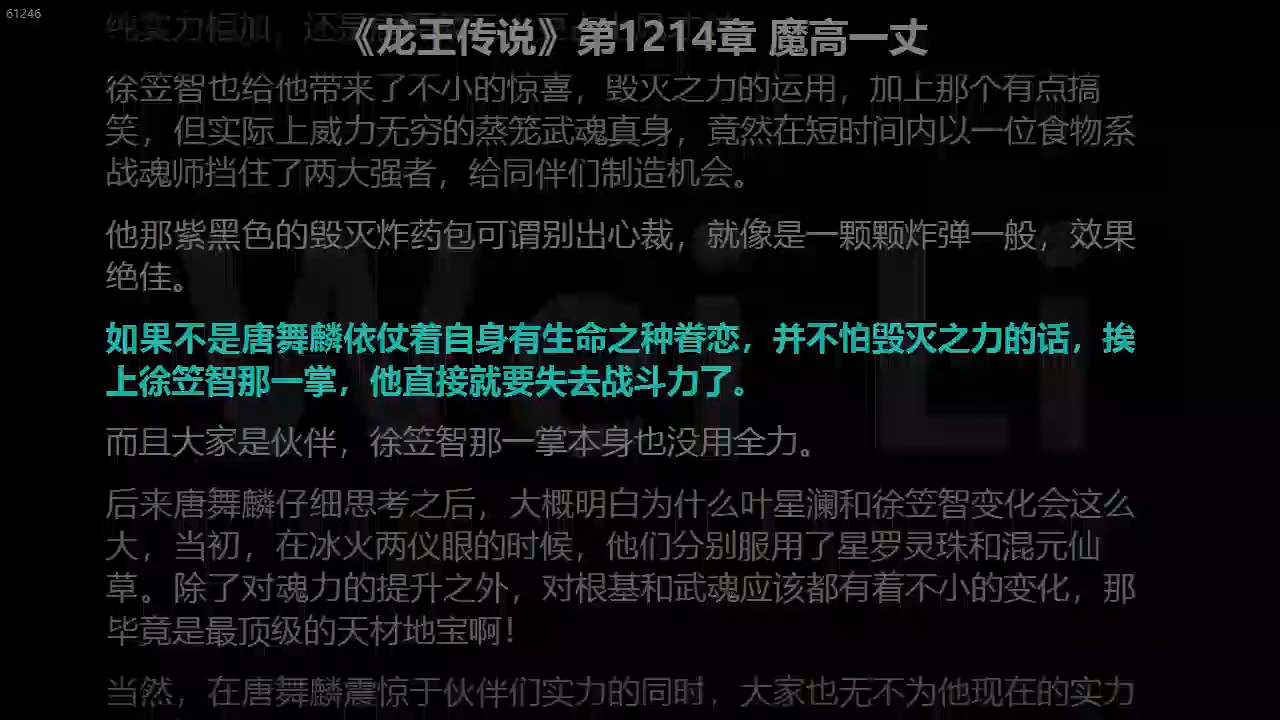 61246
《龙王传说》第1214章 魔高一丈
徐笠智也给他带来了不小的惊喜，毁灭之力的运用，加上那个有点搞
笑，但实际上威力无穷的蒸笼武魂真身，竟然在短时间内以一位食物系
战魂师挡住了两大强者，给同伴们制造机会。
他那紫黑色的毁灭炸药包可谓别出心裁，就像是一颗颗炸弹一般，效果
绝佳。
如果不是唐舞麟依仗着自身有生命之种眷恋，并不怕毁灭之力的话，挨
上徐笠智那一掌，他直接就要失去战斗力了。
而且大家是伙伴，徐笠智那一掌本身也没用全力。
后来唐舞麟仔细思考之后，大概明白为什么叶星澜和徐笠智变化会这么
大，当初，在冰火两仪眼的时候，他们分别服用了星罗灵珠和混元仙
草。除了对魂力的提升之外，对根基和武魂应该都有着不小的变化，那
毕竟是最顶级的天材地宝啊！
当然，在唐舞麟震惊于伙伴们实力的同时，大家也无不为他现在的实力
Wei Li